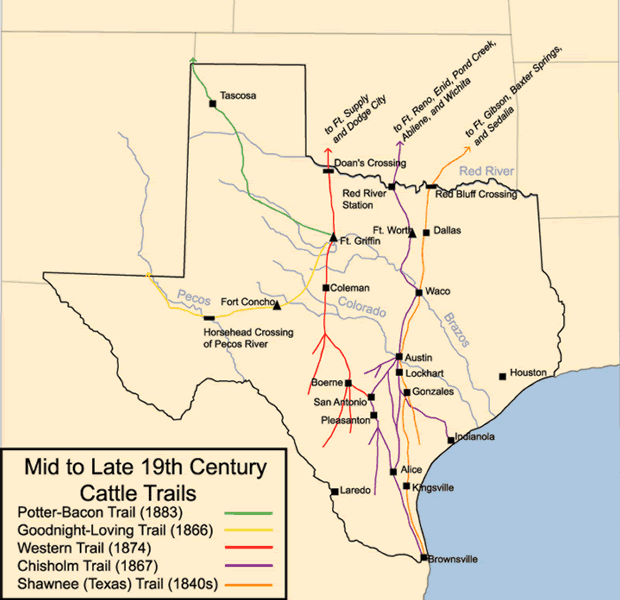 Tascosa
to Ft. Supply
and Dodge City
to Ft. Reno, Enid, Pond Creek,
Abilene, and Wichita
to Ft. Gibson, Baxter Springs,
and Sedalia
Doan's Crossing
Red River
Red River
Station
Red Bluff Crossing
Ft. Worth
Dallas
Ft. Griffin
Coleman
Waco
Pecos
Fort Concho
Colorado
Brazos
Horsehead Crossing
of Pecos River
Austin
Lockhart
Houston
Boerne
Gonzales
San Antonio
Pleasanton
Indianola
Alice
Laredo
Kingsville
Brownsville
Mid to Late 19th Century
Cattle Trails
Potter-Bacon Trail (1883)
Goodnight-Loving Trail (1866)
Western Trail (1874)
Chisholm Trail (1867)
Shawnee (Texas) Trail (1840s)